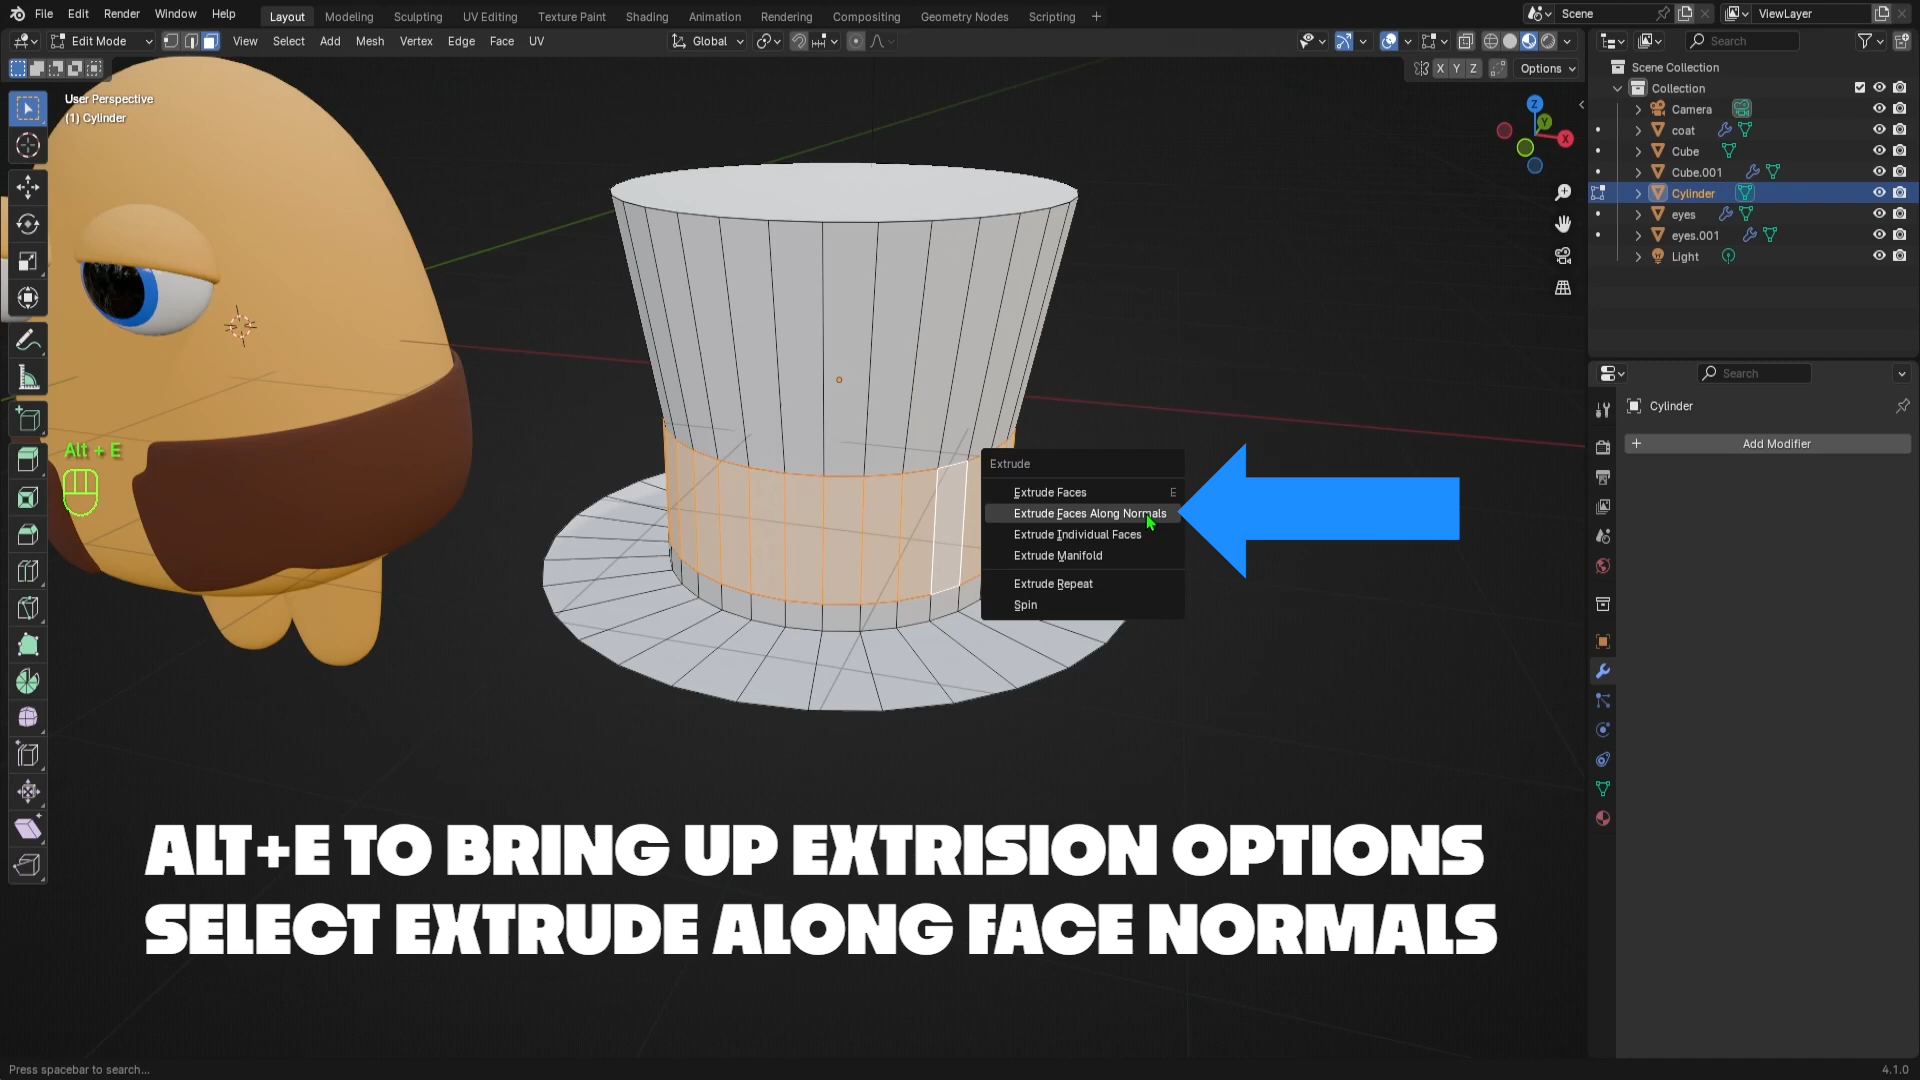 File Edit Render Window Help Layout Modeling Sculpting UV Editing Texture Paint Shading Animation Rendering Compositing Geometry Nodes Scripting + Scene ViewLayer
Edit Mode View Select Add Mesh Vertex Edge Face UV Global Search
X Y Z Options
User Perspective
(1) Cylinder
Z
Y
X
Scene Collection
Collection
Camera
coat
Cube
Cube.001
Cylinder
eyes
eyes.001
Light
Search
Cylinder
+ Add Modifier
Alt + E
Extrude
Extrude Faces E
Extrude Faces Along Normals
Extrude Individual Faces
Extrude Manifold
Extrude Repeat
Spin
ALT+E TO BRING UP EXTRISION OPTIONS
SELECT EXTRUDE ALONG FACE NORMALS
Press spacebar to search...
4.1.0